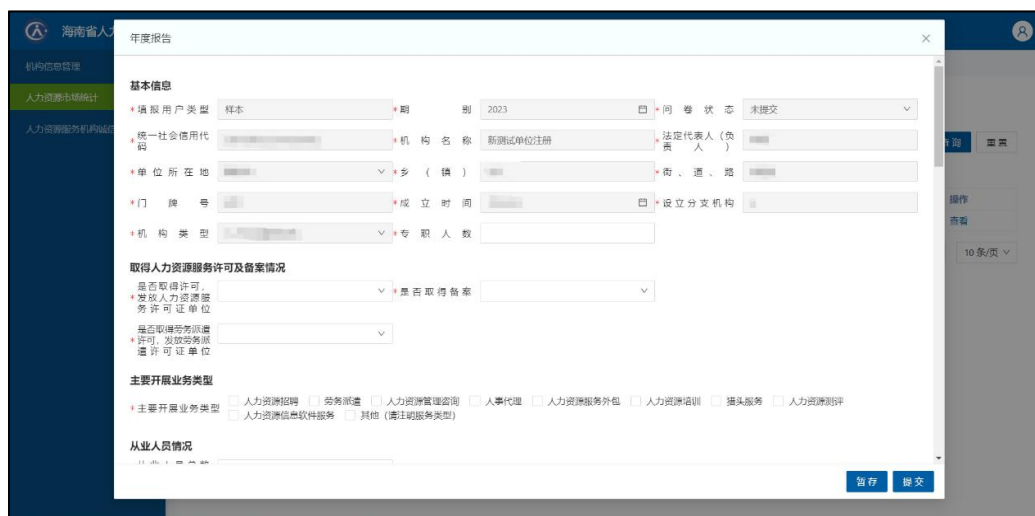 海南省人力
年度报告
机构信息管理
人力资源市场统计
人力资源服务机构诚信
基本信息
*填报用户类型 样本 *期别 2023 *问卷状态 未提交
*统一社会信用代码 *机构名称 新测试单位注册 *法定代表人（负责人）
*单位所在地 *乡（镇） *街、道、路
*门牌号 *成立时间 *设立分支机构
*机构类型 *专职人数
取得人力资源服务许可及备案情况
*是否取得许可，发放人力资源服务许可证单位 *是否取得备案
*是否取得劳务派遣许可，发放劳务派遣许可证单位
主要开展业务类型
*主要开展业务类型 人力资源招聘 劳务派遣 人力资源管理咨询 人事代理 人力资源服务外包 人力资源培训 猎头服务 人力资源测评
人力资源信息软件服务 其他（请注明服务类型）
从业人员情况
查询 重置
操作
查看
10 条/页
暂存 提交